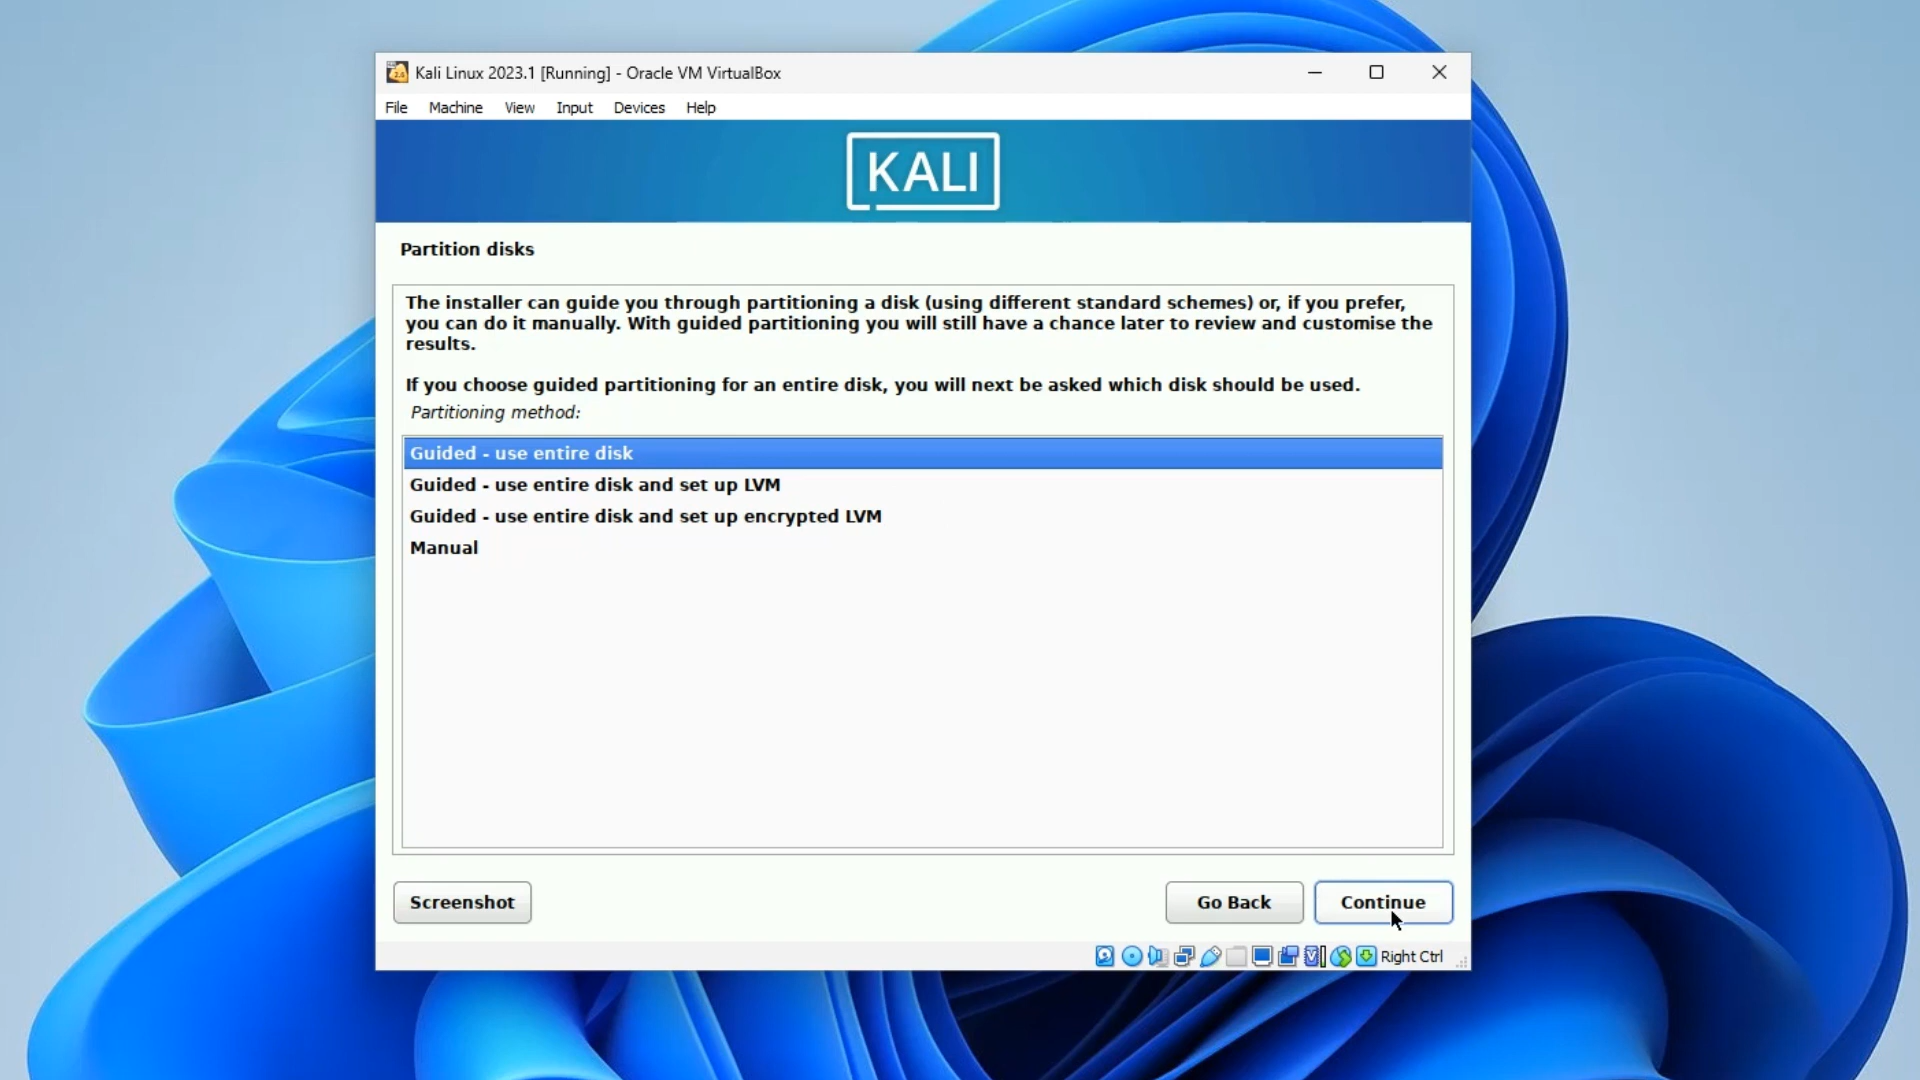 Kali Linux 2023.1 [Running] - Oracle VM VirtualBox
File Machine View Input Devices Help
KALI
Partition disks
The installer can guide you through partitioning a disk (using different standard schemes) or, if you prefer,
you can do it manually. With guided partitioning you will still have a chance later to review and customise the
results.
If you choose guided partitioning for an entire disk, you will next be asked which disk should be used.
Partitioning method:
Guided - use entire disk
Guided - use entire disk and set up LVM
Guided - use entire disk and set up encrypted LVM
Manual
Screenshot Go Back Continue
Right Ctrl